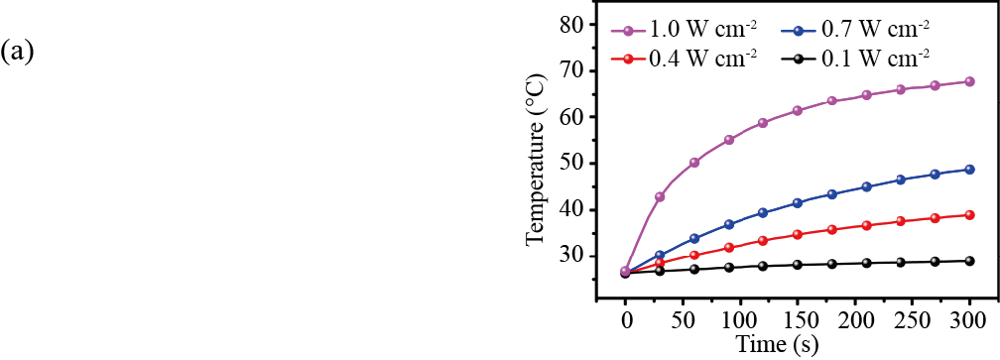 (a)
1.0 W cm⁻² 0.7 W cm⁻²
0.4 W cm⁻² 0.1 W cm⁻²
Temperature (°C)
80
70
60
50
40
30
0 50 100 150 200 250 300
Time (s)